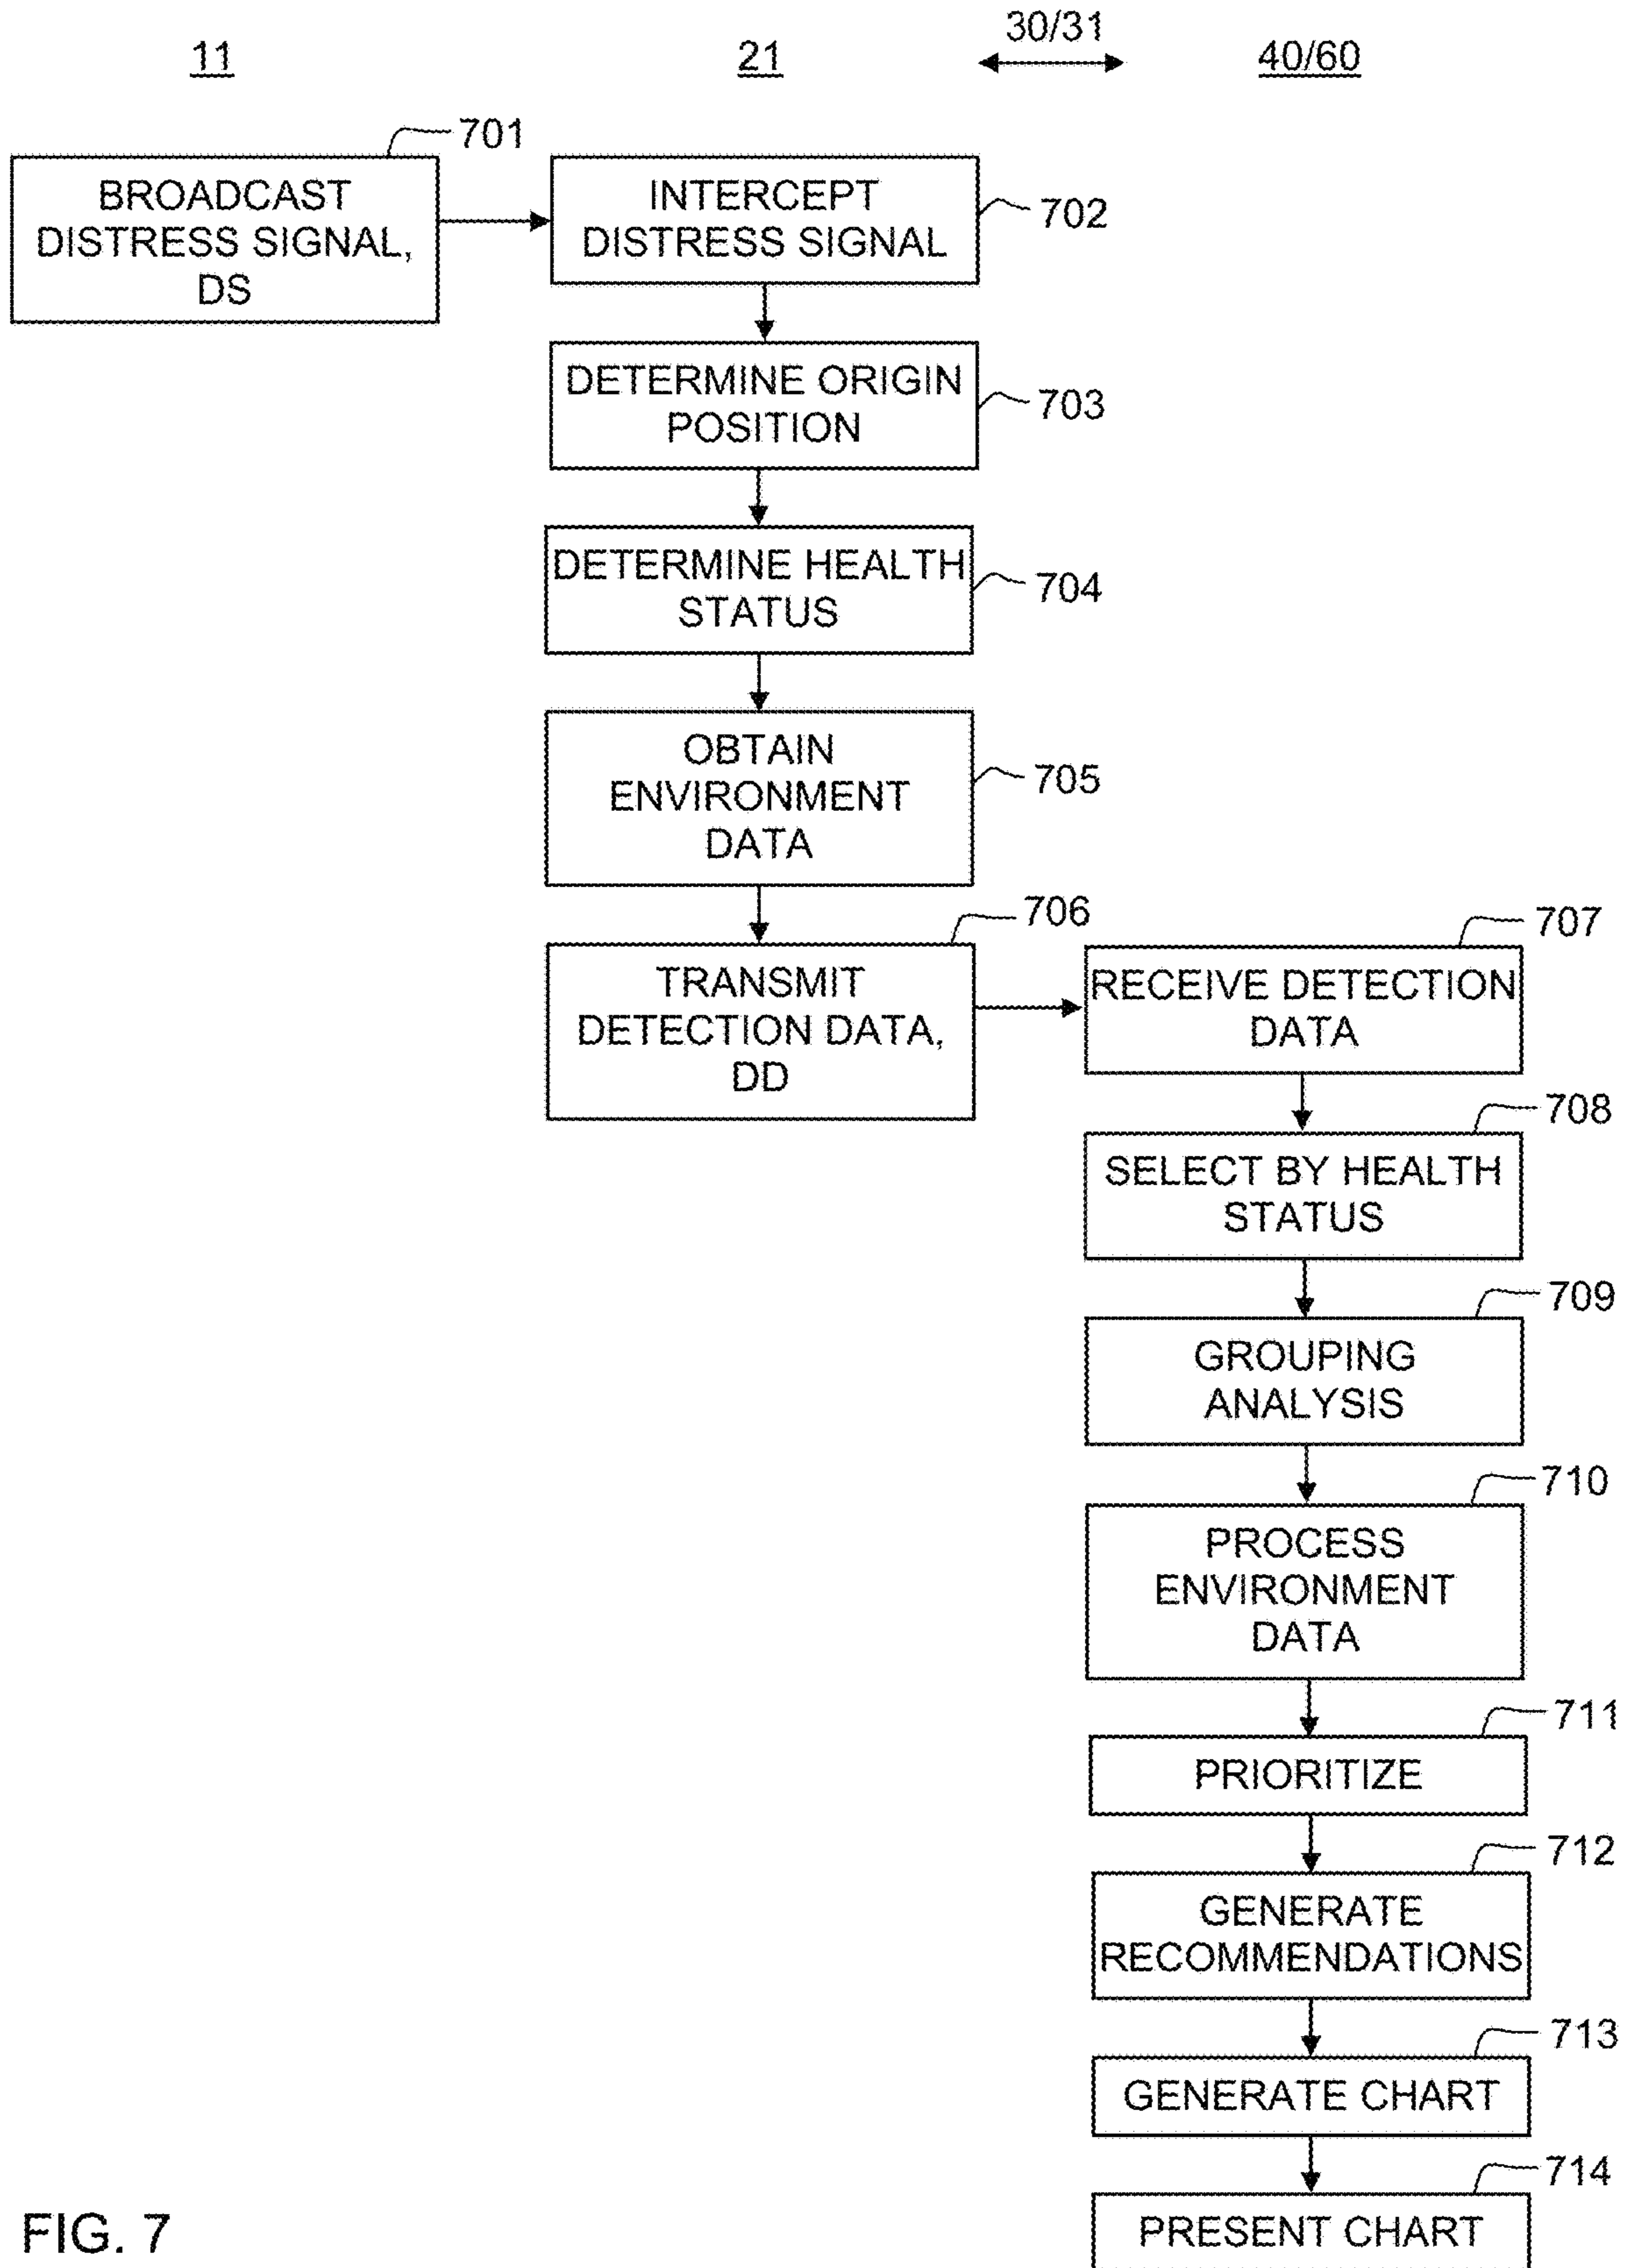 30/31
11
21
40/60
701
BROADCAST
DISTRESS SIGNAL,
DS
INTERCEPT
DISTRESS SIGNAL
702
DETERMINE ORIGIN
POSITION
703
DETERMINE HEALTH
STATUS
704
OBTAIN
ENVIRONMENT
DATA
705
706
TRANSMIT
DETECTION DATA,
DD
707
RECEIVE DETECTION
DATA
708
SELECT BY HEALTH
STATUS
709
GROUPING
ANALYSIS
710
PROCESS
ENVIRONMENT
DATA
711
PRIORITIZE
712
GENERATE
RECOMMENDATIONS
713
GENERATE CHART
714
PRESENT CHART
FIG. 7